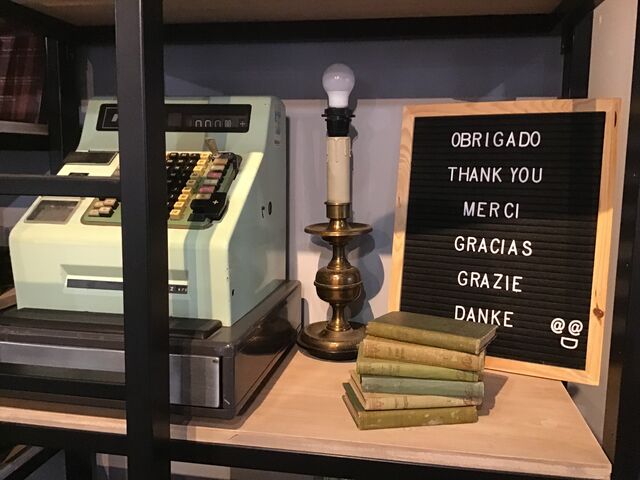 OBRIGADO
THANK YOU
MERCI
GRACIAS
GRAZIE
DANKE
@@
D